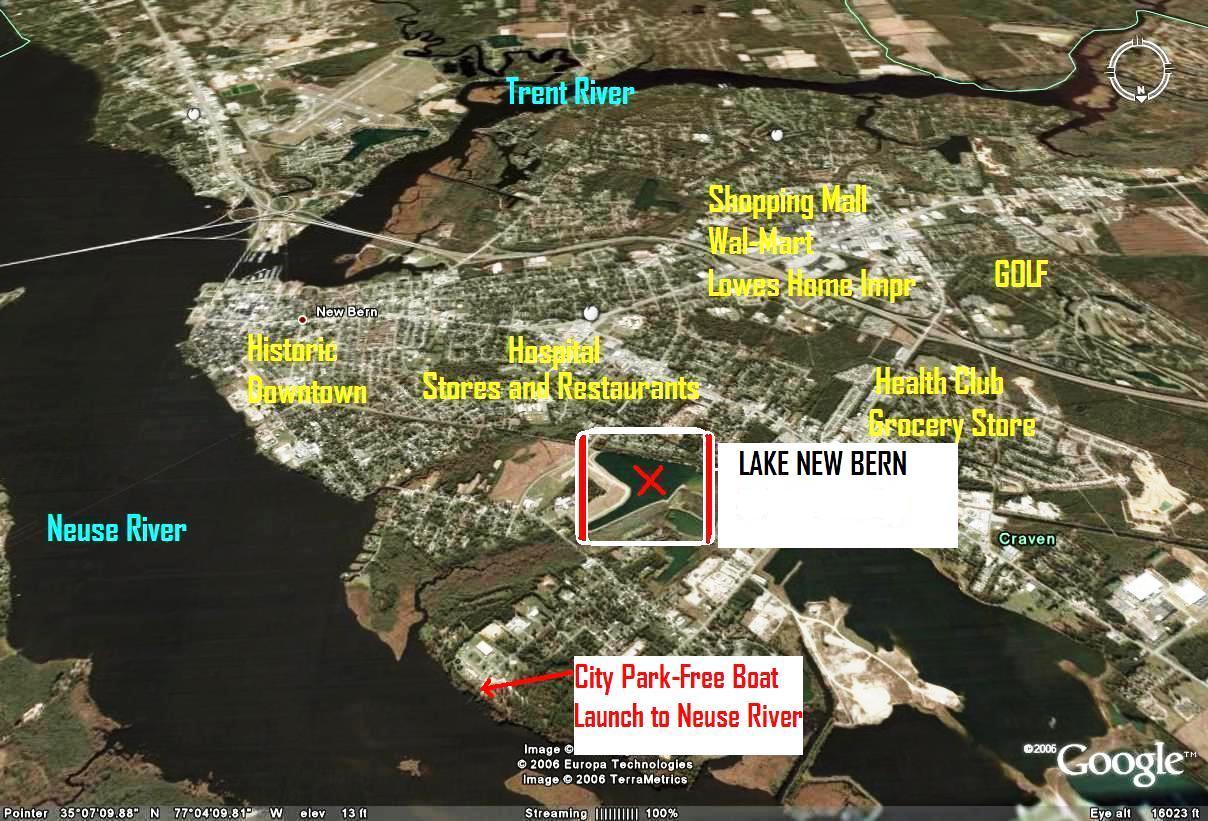 Trent River
N
Shopping Mall
Wal-Mart
Lowes Home Impr
GOLF
New Bern
Historic
Downtown
Hospital
Stores and Restaurants
Health Club
Grocery Store
LAKE NEW BERN
Neuse River
Craven
City Park-Free Boat
Launch to Neuse River
Image ©
© 2006 Europa Technologies
Image © 2006 TerraMetrics
©2006 Google™
Pointer 35°07'09.88" N 77°04'09.81" W elev 13 ft Streaming |||||||||| 100% Eye alt 16023 ft